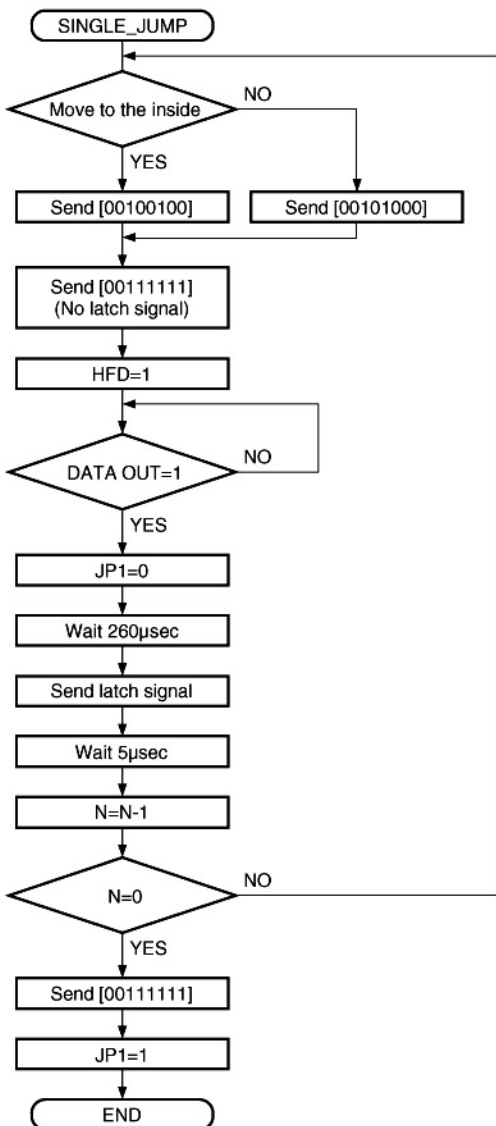 SINGLE_JUMP
Move to the inside
NO
YES
Send [00100100]
Send [00101000]
Send [00111111]
(No latch signal)
HFD=1
DATA OUT=1
NO
YES
JP1=0
Wait 260μsec
Send latch signal
Wait 5μsec
N=N-1
N=0
NO
YES
Send [00111111]
JP1=1
END